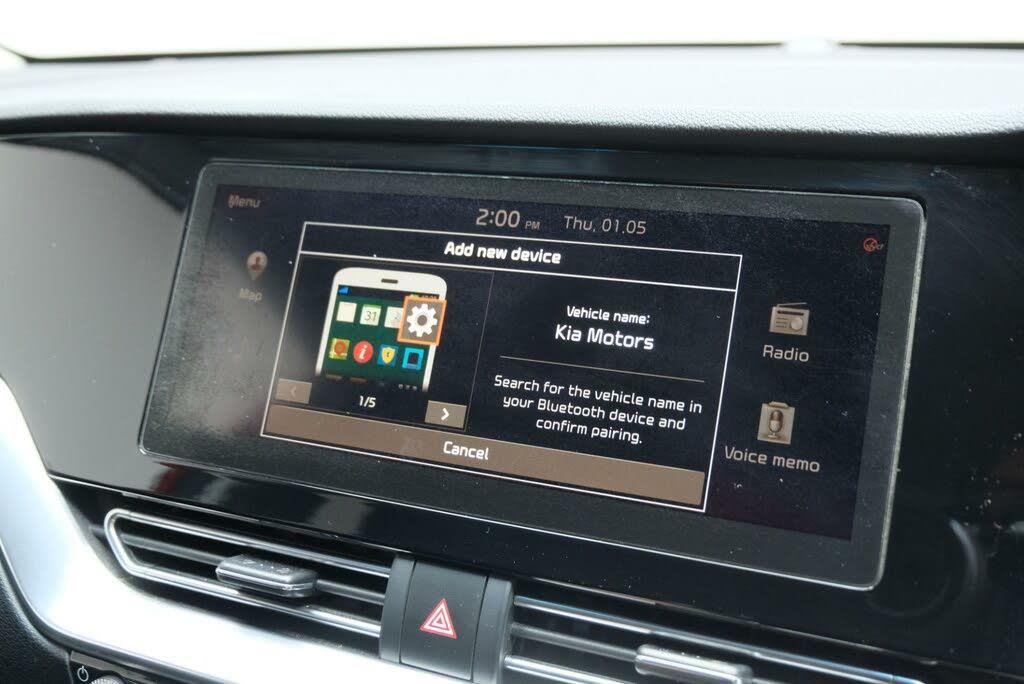 Menu
2:00 PM Thu, 01.05
Add new device
Map
31
Vehicle name:
Kia Motors
Search for the vehicle name in
your Bluetooth device and
confirm pairing.
1/5
Cancel
Radio
Voice memo